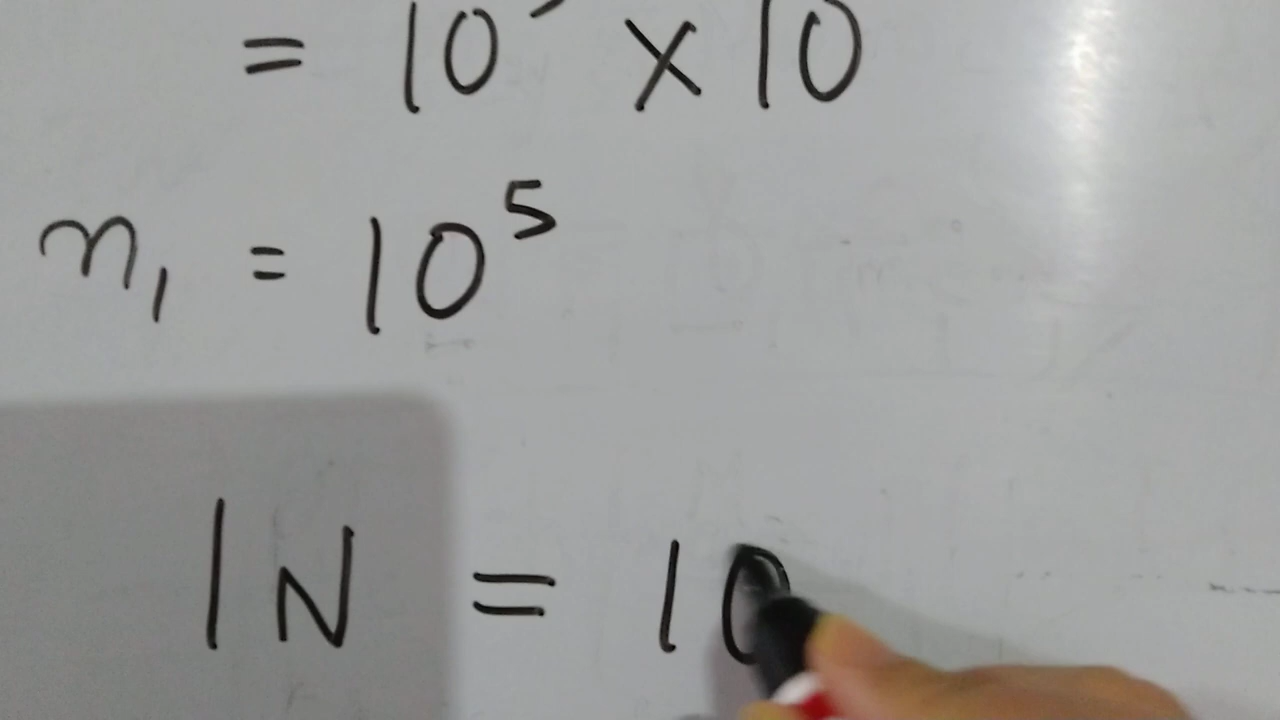 = 10 × 10
n₁ = 10⁵
1N = 10